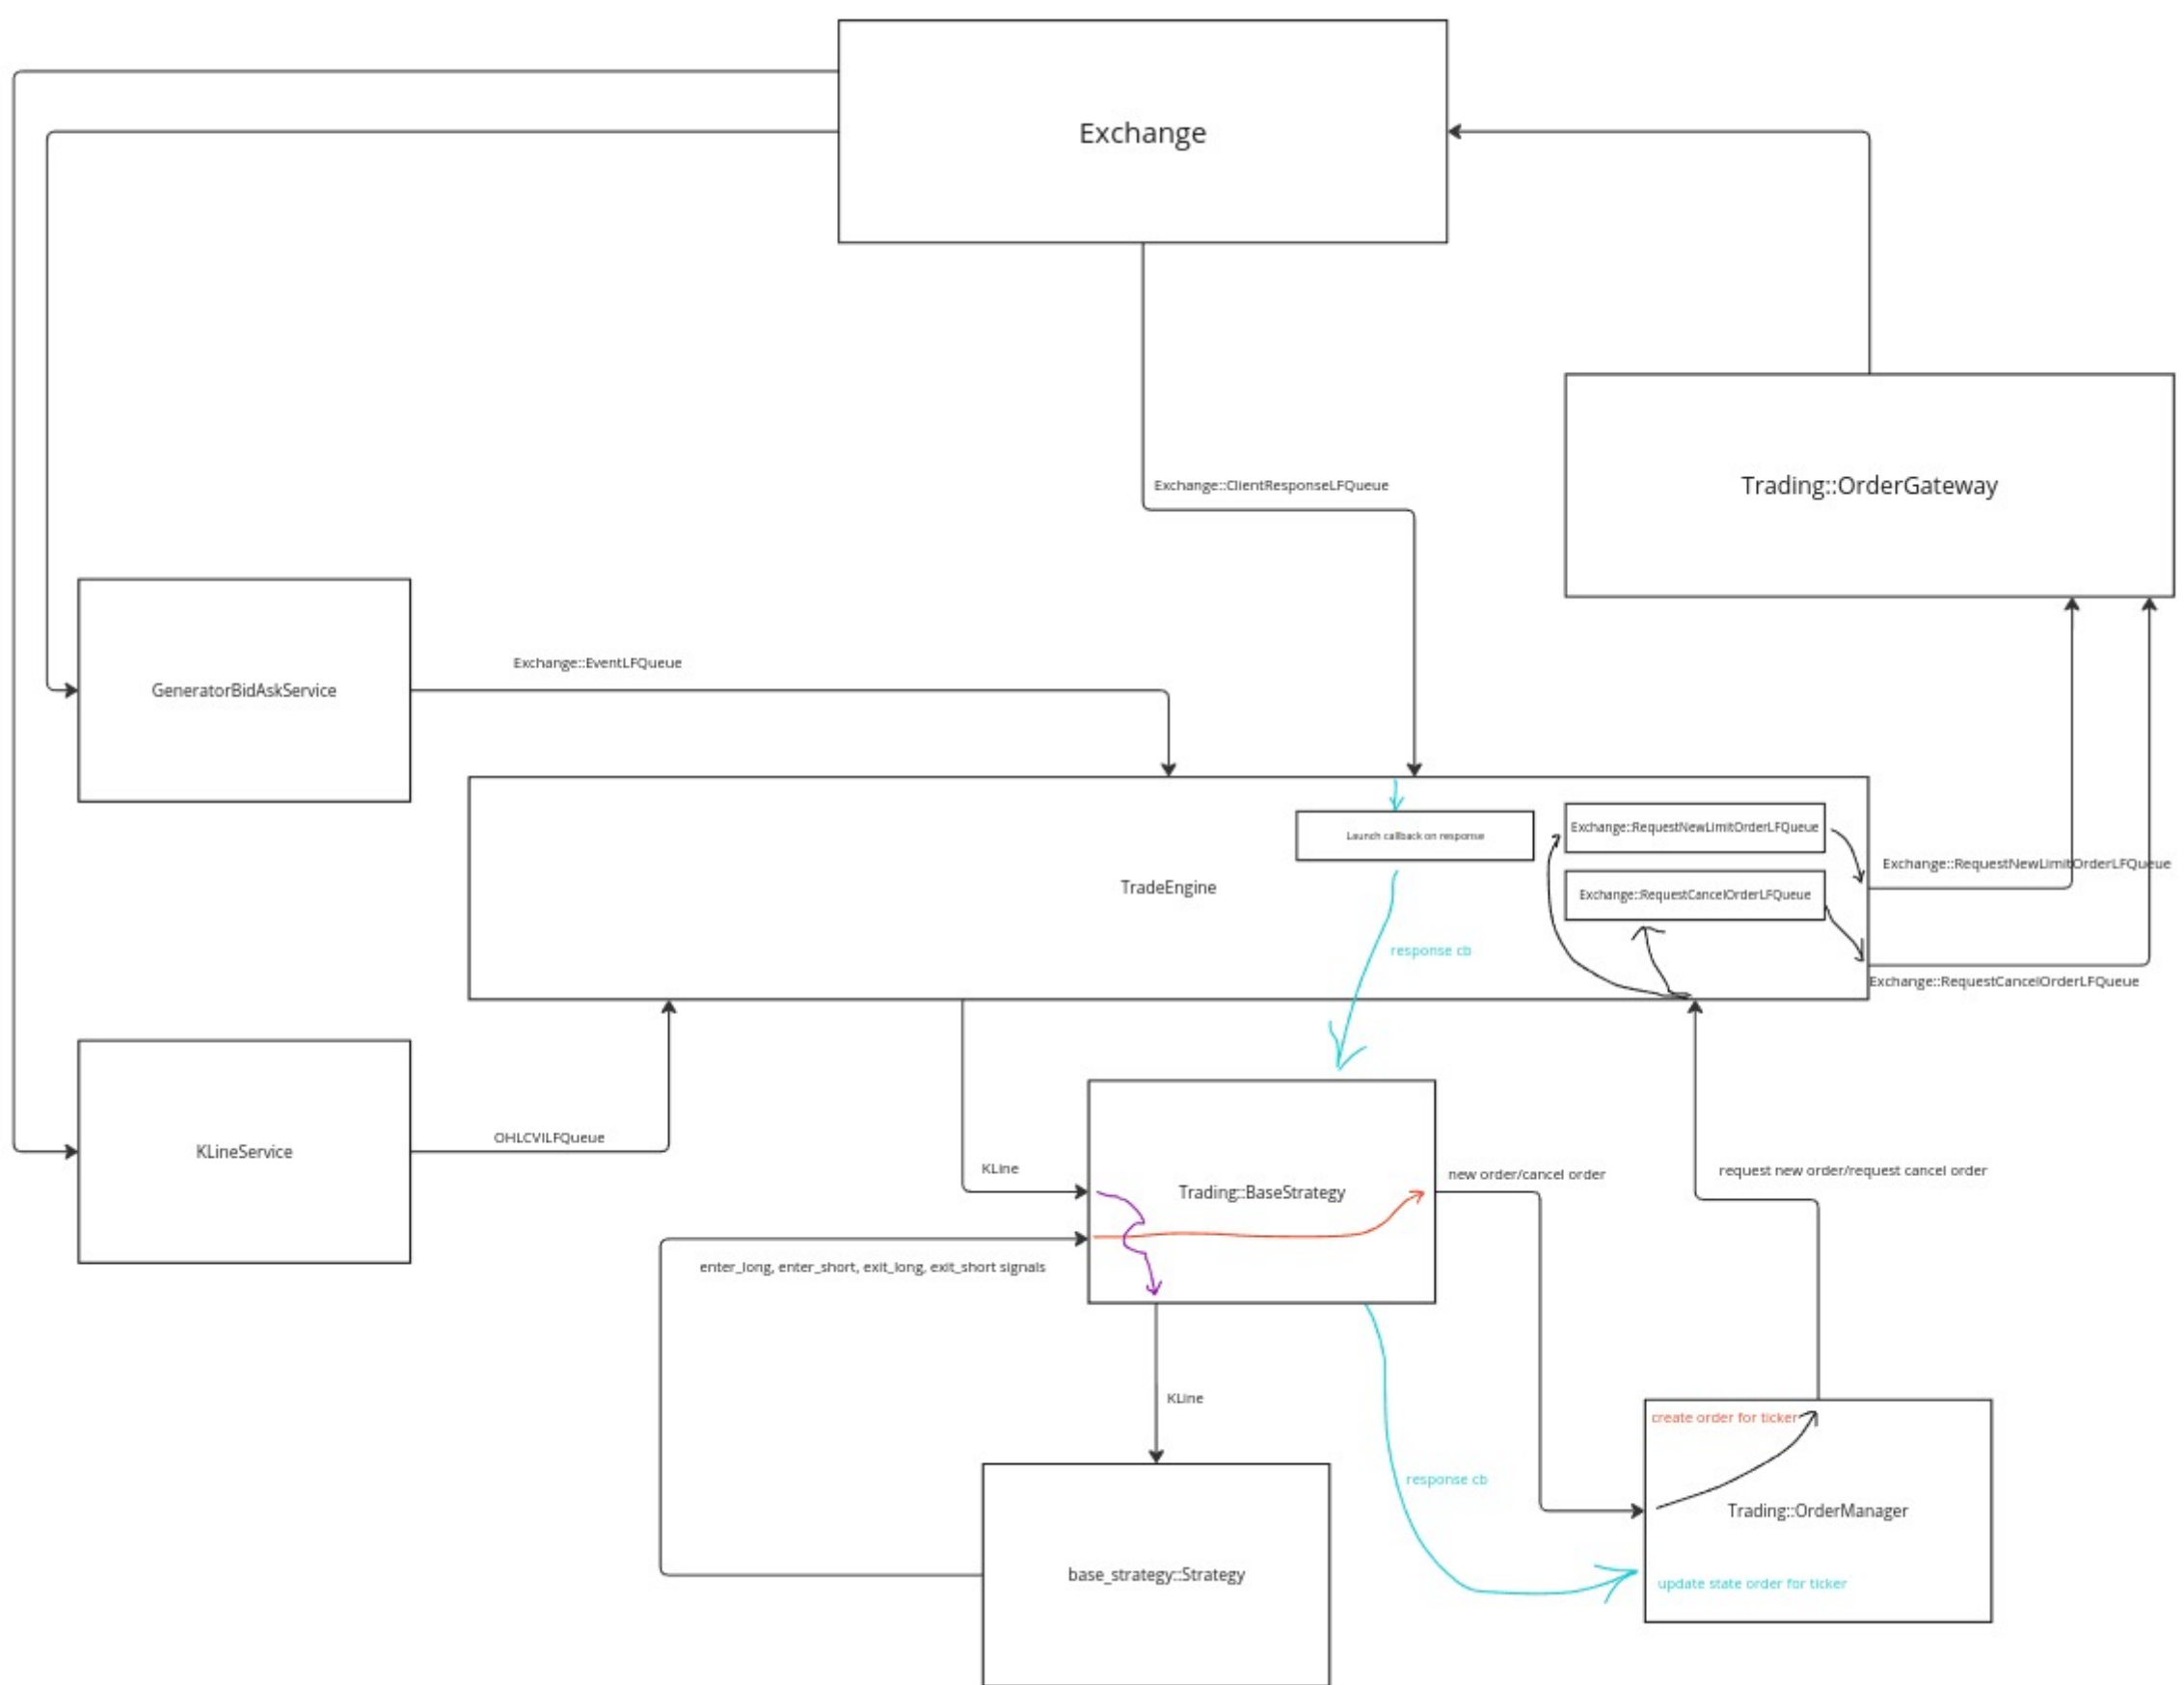 Exchange
Exchange::ClientResponseLFQueue
Trading::OrderGateway
Exchange::EventLFQueue
GeneratorBidAskService
Launch callback on response
Exchange::RequestNewLimitOrderLFQueue
Exchange::RequestNewLimitOrderLFQueue
TradeEngine
Exchange::RequestCancelOrderLFQueue
response cb
Exchange::RequestCancelOrderLFQueue
OHLCVILFQueue
KLineService
KLine
new order/cancel order
request new order/request cancel order
Trading::BaseStrategy
enter_long, enter_short, exit_long, exit_short signals
KLine
create order for ticker
response cb
Trading::OrderManager
base_strategy::Strategy
update state order for ticker